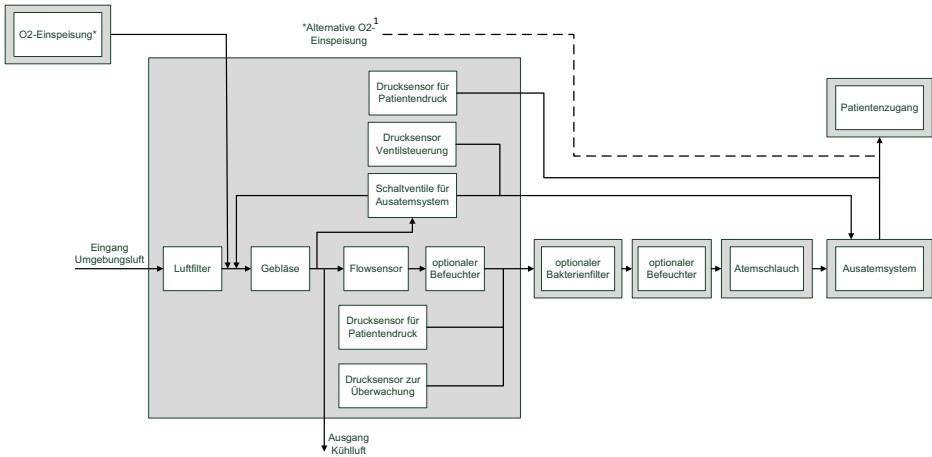 O2-Einspeisung*
*Alternative O2-1
Einspeisung
Drucksensor für
Patientendruck
Patientenzugang
Drucksensor
Ventilsteuerung
Schaltventile für
Ausatemsystem
Eingang
Umgebungsluft
Luftfilter
Gebläse
Flowsensor
optionaler
Befeuchter
optionaler
Bakterienfilter
optionaler
Befeuchter
Atemschlauch
Ausatemsystem
Drucksensor für
Patientendruck
Drucksensor zur
Überwachung
Ausgang
Kühlluft